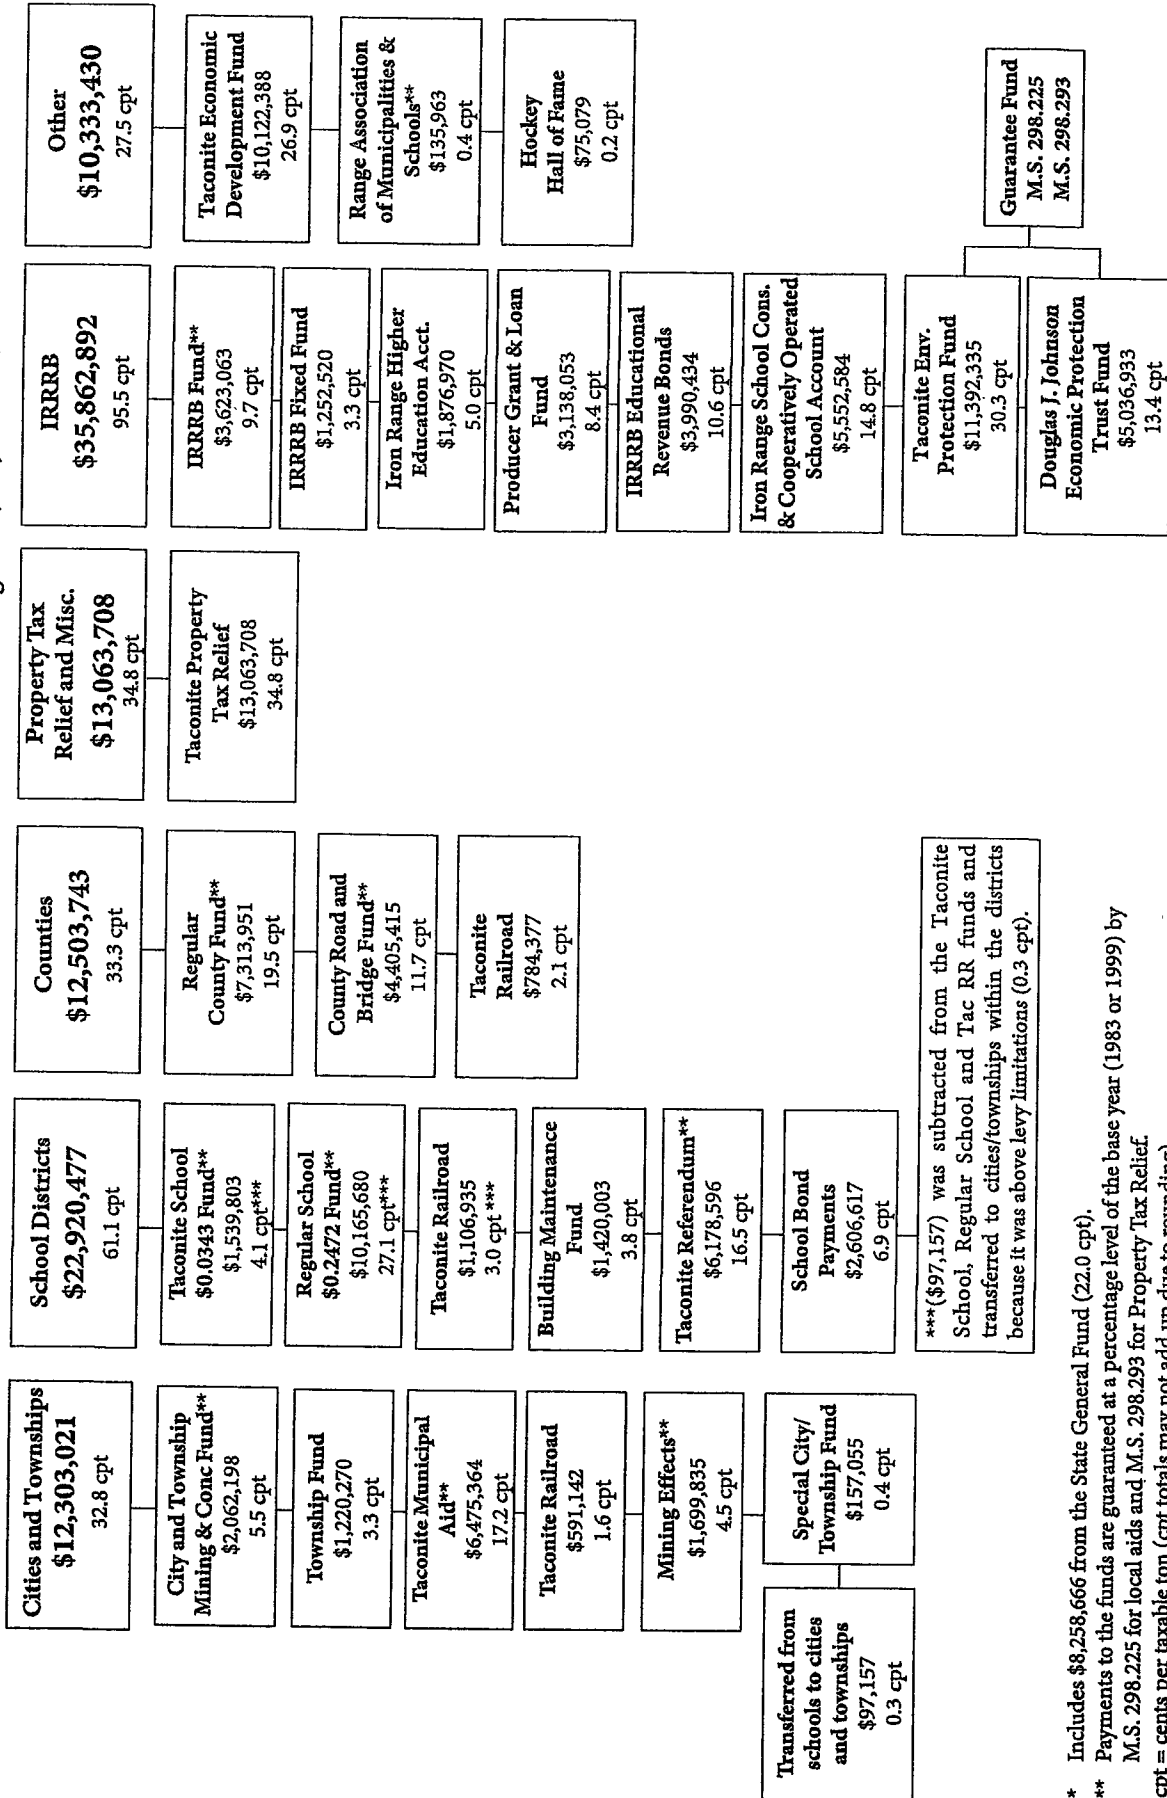 Cities and Townships
$12,303,021
32.8 cpt
City and Township
Mining & Conc Fund**
$2,062,198
5.5 cpt
Township Fund
$1,220,270
3.3 cpt
Taconite Municipal
Aid**
$6,475,364
17.2 cpt
Taconite Railroad
$591,142
1.6 cpt
Mining Effects**
$1,699,835
4.5 cpt
Special City/
Township Fund
$157,055
0.4 cpt
Transferred from
schools to cities
and townships
$97,157
0.3 cpt
School Districts
$22,920,477
61.1 cpt
Taconite School
$0.0343 Fund**
$1,539,803
4.1 cpt***
Regular School
$0.2472 Fund**
$10,165,680
27.1 cpt***
Taconite Railroad
$1,106,935
3.0 cpt ***
Building Maintenance
Fund
$1,420,003
3.8 cpt
Taconite Referendum**
$6,178,596
16.5 cpt
School Bond
Payments
$2,606,617
6.9 cpt
***($97,157) was subtracted from the Taconite
School, Regular School and Tac RR funds and
transferred to cities/townships within the districts
because it was above levy limitations (0.3 cpt).
Counties
$12,503,743
33.3 cpt
Regular
County Fund**
$7,313,951
19.5 cpt
County Road and
Bridge Fund**
$4,405,415
11.7 cpt
Taconite
Railroad
$784,377
2.1 cpt
Property Tax
Relief and Misc.
$13,063,708
34.8 cpt
Taconite Property
Tax Relief
$13,063,708
34.8 cpt
IRRRB
$35,862,892
95.5 cpt
IRRRB Fund**
$3,623,063
9.7 cpt
IRRRB Fixed Fund
$1,252,520
3.3 cpt
Iron Range Higher
Education Acct.
$1,876,970
5.0 cpt
Producer Grant & Loan
Fund
$3,138,053
8.4 cpt
IRRRB Educational
Revenue Bonds
$3,990,434
10.6 cpt
Iron Range School Cons.
& Cooperatively Operated
School Account
$5,552,584
14.8 cpt
Taconite Env.
Protection Fund
$11,392,335
30.3 cpt
Douglas J. Johnson
Economic Protection
Trust Fund
$5,036,933
13.4 cpt
Guarantee Fund
M.S. 298.225
M.S. 298.293
Other
$10,333,430
27.5 cpt
Taconite Economic
Development Fund
$10,122,388
26.9 cpt
Range Association
of Municipalities &
Schools**
$135,963
0.4 cpt
Hockey
Hall of Fame
$75,079
0.2 cpt
* Includes $8,258,666 from the State General Fund (22.0 cpt).
** Payments to the funds are guaranteed at a percentage level of the base year (1983 or 1999) by
M.S. 298.225 for local aids and M.S. 298.293 for Property Tax Relief.
cpt = cents per taxable ton (cpt totals may not add up due to rounding)